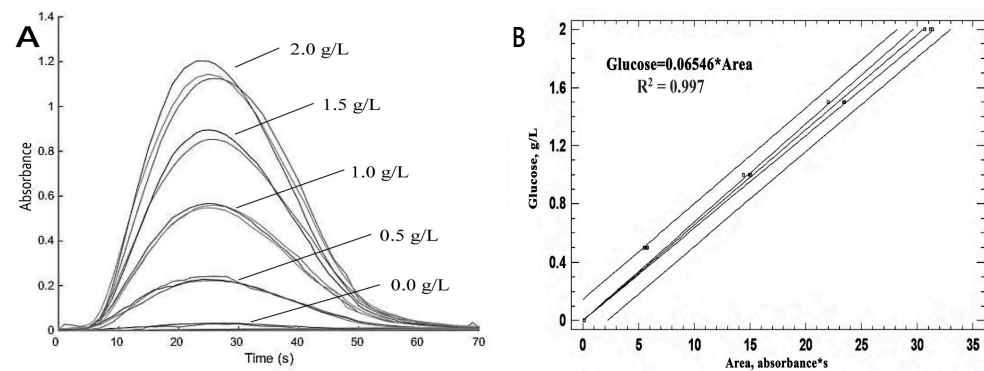 A
1.4
1.2
1
0.8
0.6
0.4
0.2
0
Absorbance
2.0 g/L
1.5 g/L
1.0 g/L
0.5 g/L
0.0 g/L
0
10
20
30
40
50
60
70
Time (s)
B
2
1.6
1.2
0.8
0.4
0
Glucose, g/L
Glucose=0.06546*Area
R² = 0.997
0
5
10
15
20
25
30
35
Area, absorbance*s